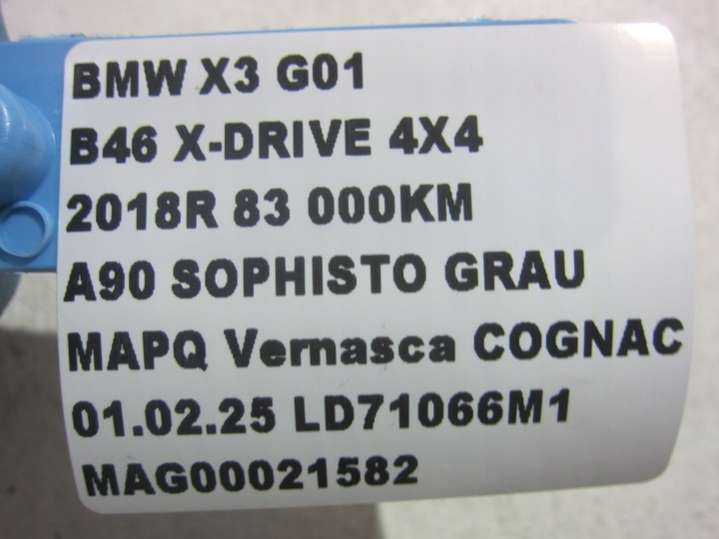 BMW X3 G01
B46 X-DRIVE 4X4
2018R 83 000KM
A90 SOPHISTO GRAU
MAPQ Vernasca COGNAC
01.02.25 LD71066M1
MAG00021582